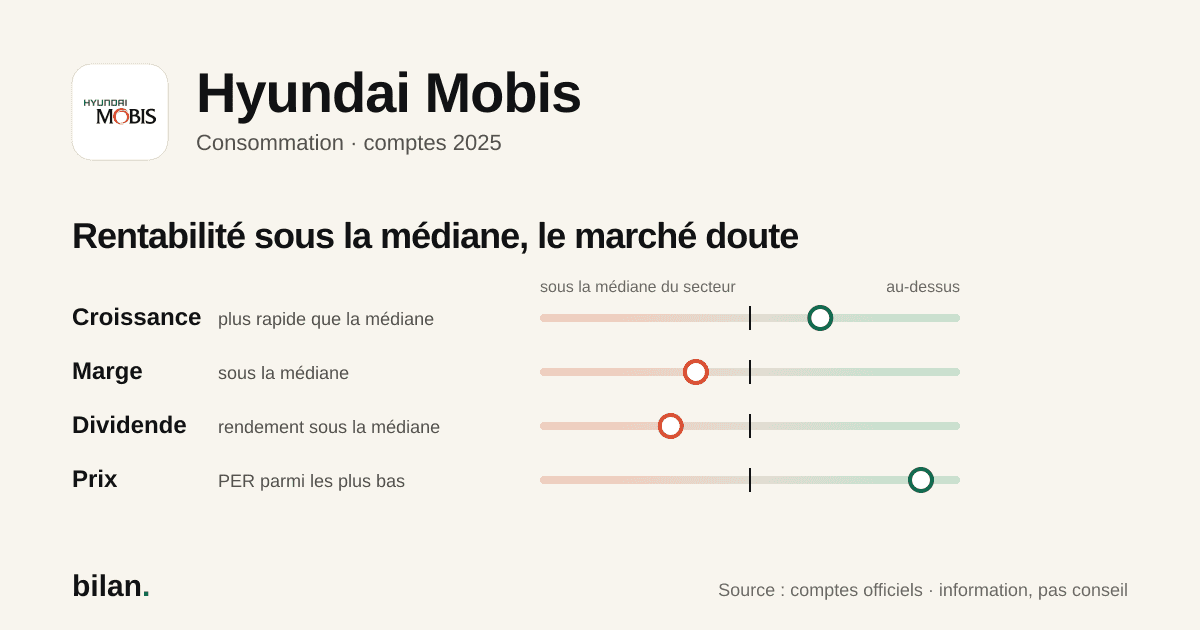 HYUNDAI
MOBIS
Hyundai Mobis
Consommation · comptes 2025
Rentabilité sous la médiane, le marché doute
sous la médiane du secteur au-dessus
Croissance plus rapide que la médiane
Marge sous la médiane
Dividende rendement sous la médiane
Prix PER parmi les plus bas
bilan.
Source : comptes officiels · information, pas conseil